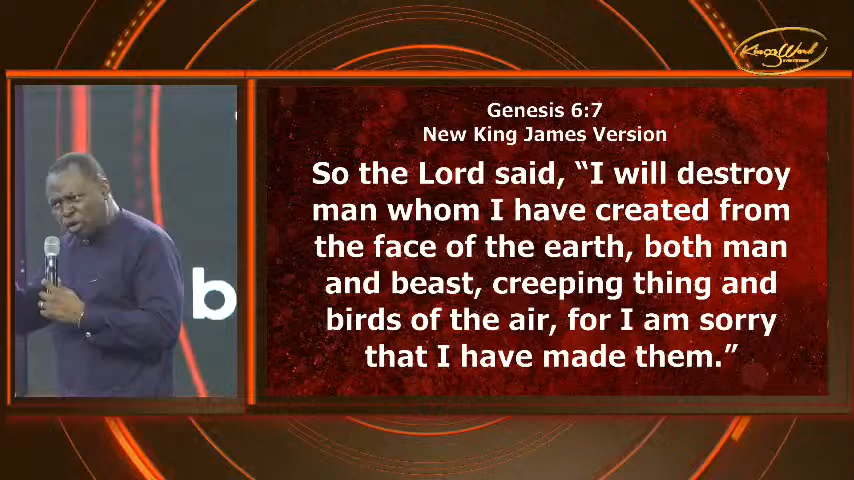 KingsWord
Genesis 6:7
New King James Version
So the Lord said, “I will destroy
man whom I have created from
the face of the earth, both man
and beast, creeping thing and
birds of the air, for I am sorry
that I have made them.”
b